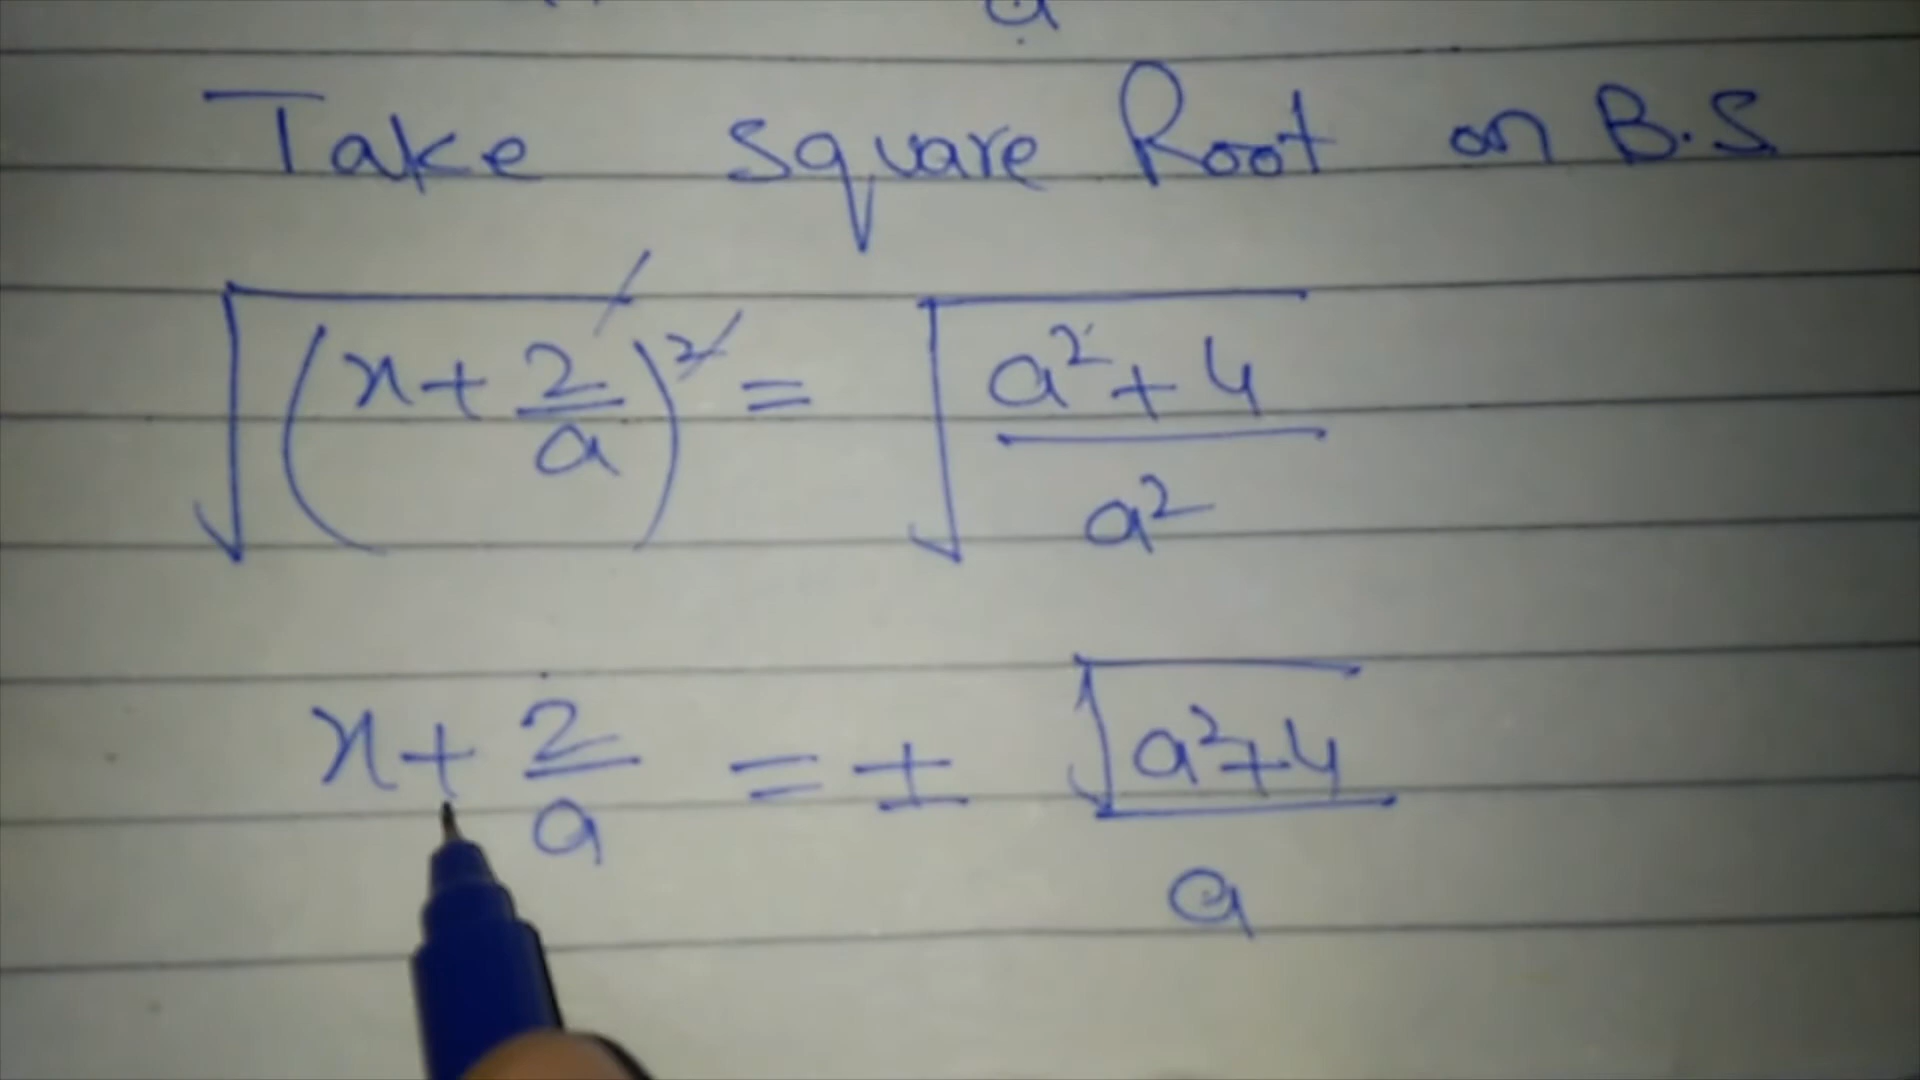 Take square Root on B.S
√(x + 2/a)² = √((a² + 4)/a²)
x + 2/a = ± √(a² + 4)/a